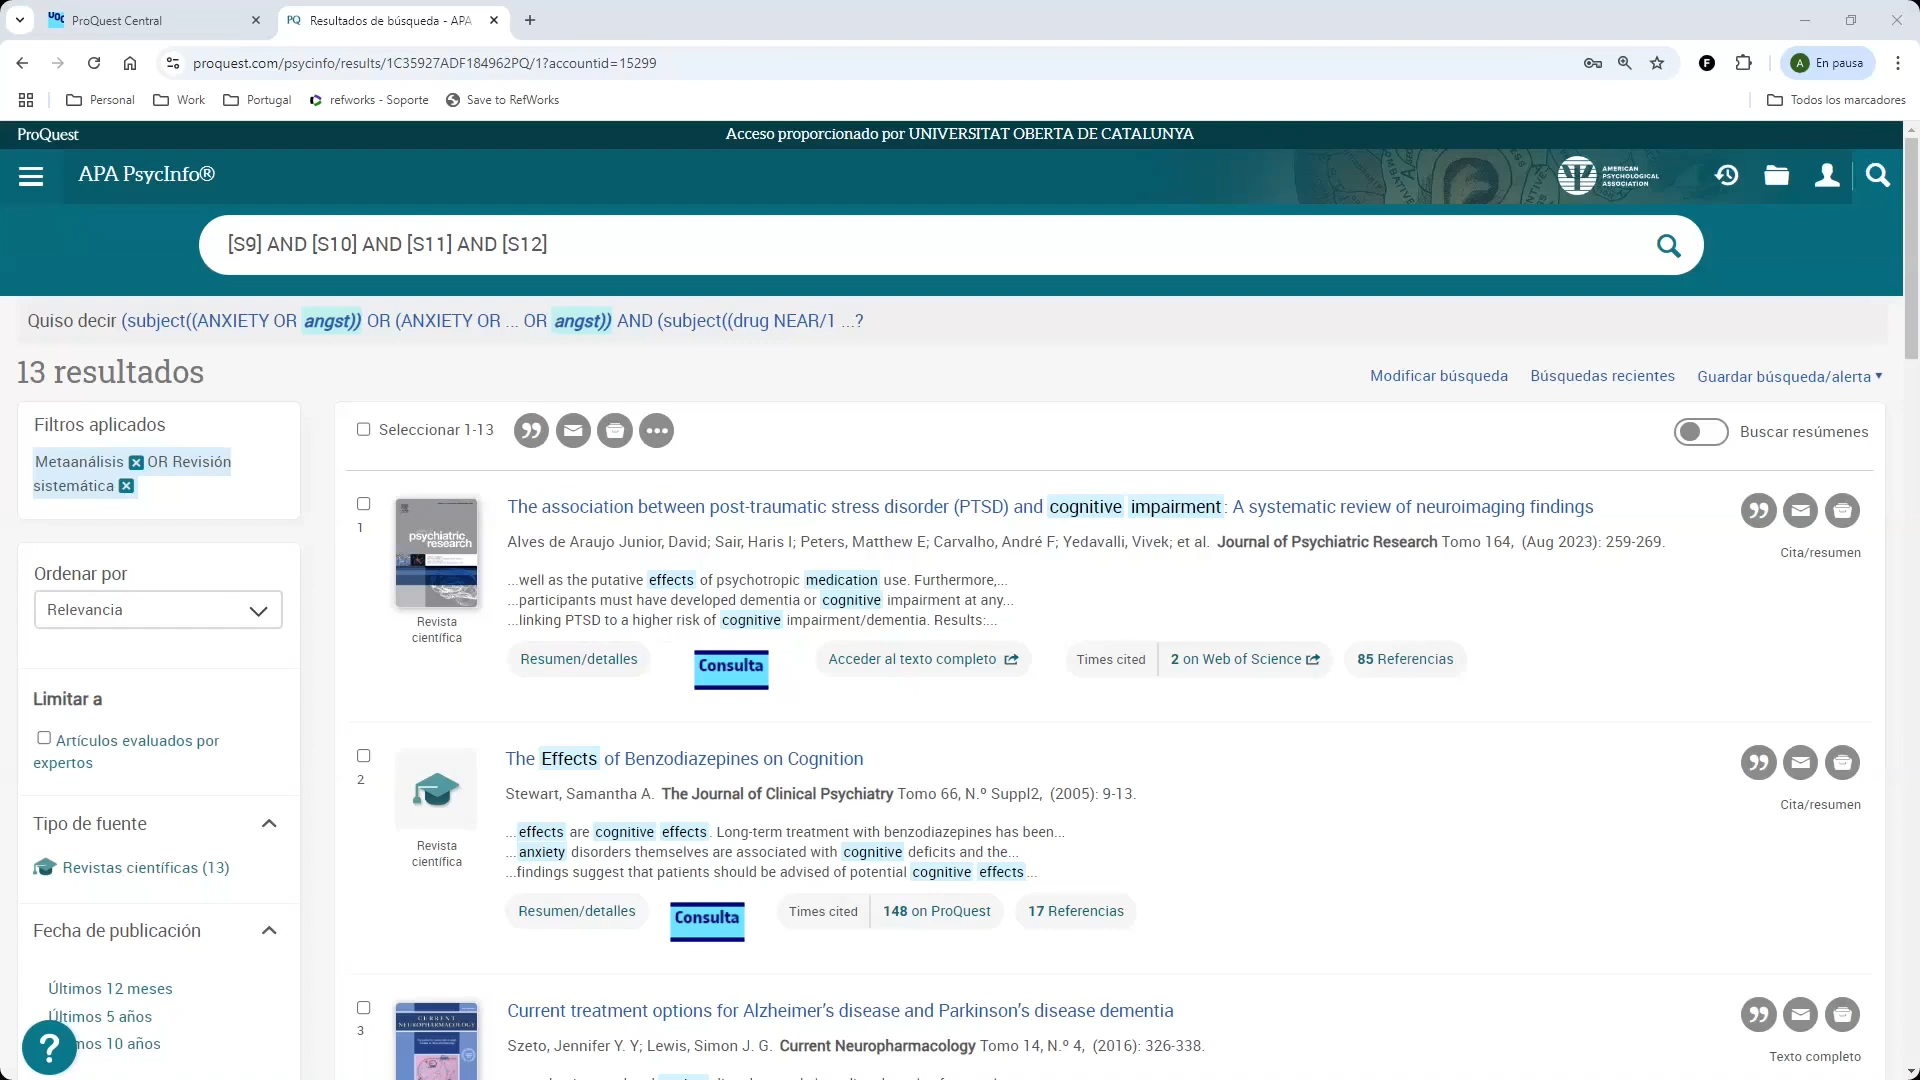 ProQuest Central
PQ Resultados de búsqueda - APA
proquest.com/psycinfo/results/1C35927ADF184962PQ/1?accountid=15299
F
A En pausa
Personal
Work
Portugal
refworks - Soporte
Save to RefWorks
Todos los marcadores
ProQuest
Acceso proporcionado por UNIVERSITAT OBERTA DE CATALUNYA
APA PsycInfo®
AMERICAN
PSYCHOLOGICAL
ASSOCIATION
[S9] AND [S10] AND [S11] AND [S12]
Quiso decir (subject((ANXIETY OR angst)) OR (ANXIETY OR ... OR angst)) AND (subject((drug NEAR/1 ...?
13 resultados
Modificar búsqueda
Búsquedas recientes
Guardar búsqueda/alerta
Filtros aplicados
Metaanálisis OR Revisión
sistemática
Ordenar por
Relevancia
Limitar a
Artículos evaluados por
expertos
Tipo de fuente
Revistas científicas (13)
Fecha de publicación
Últimos 12 meses
Últimos 5 años
mos 10 años
?
Seleccionar 1-13
Buscar resúmenes
1
psychiatric
research
Revista
científica
The association between post-traumatic stress disorder (PTSD) and cognitive impairment: A systematic review of neuroimaging findings
Alves de Araujo Junior, David; Sair, Haris I; Peters, Matthew E; Carvalho, André F; Yedavalli, Vivek; et al. Journal of Psychiatric Research Tomo 164, (Aug 2023): 259-269.
...well as the putative effects of psychotropic medication use. Furthermore,...
...participants must have developed dementia or cognitive impairment at any...
...linking PTSD to a higher risk of cognitive impairment/dementia. Results:...
Resumen/detalles
Consulta
Acceder al texto completo
Times cited
2 on Web of Science
85 Referencias
Cita/resumen
2
Revista
científica
The Effects of Benzodiazepines on Cognition
Stewart, Samantha A. The Journal of Clinical Psychiatry Tomo 66, N.º Suppl2, (2005): 9-13.
...effects are cognitive effects. Long-term treatment with benzodiazepines has been...
...anxiety disorders themselves are associated with cognitive deficits and the...
...findings suggest that patients should be advised of potential cognitive effects...
Resumen/detalles
Consulta
Times cited
148 on ProQuest
17 Referencias
Cita/resumen
3
CURRENT
NEUROPHARMACOLOGY
Current treatment options for Alzheimer's disease and Parkinson's disease dementia
Szeto, Jennifer Y. Y; Lewis, Simon J. G. Current Neuropharmacology Tomo 14, N.º 4, (2016): 326-338.
Texto completo